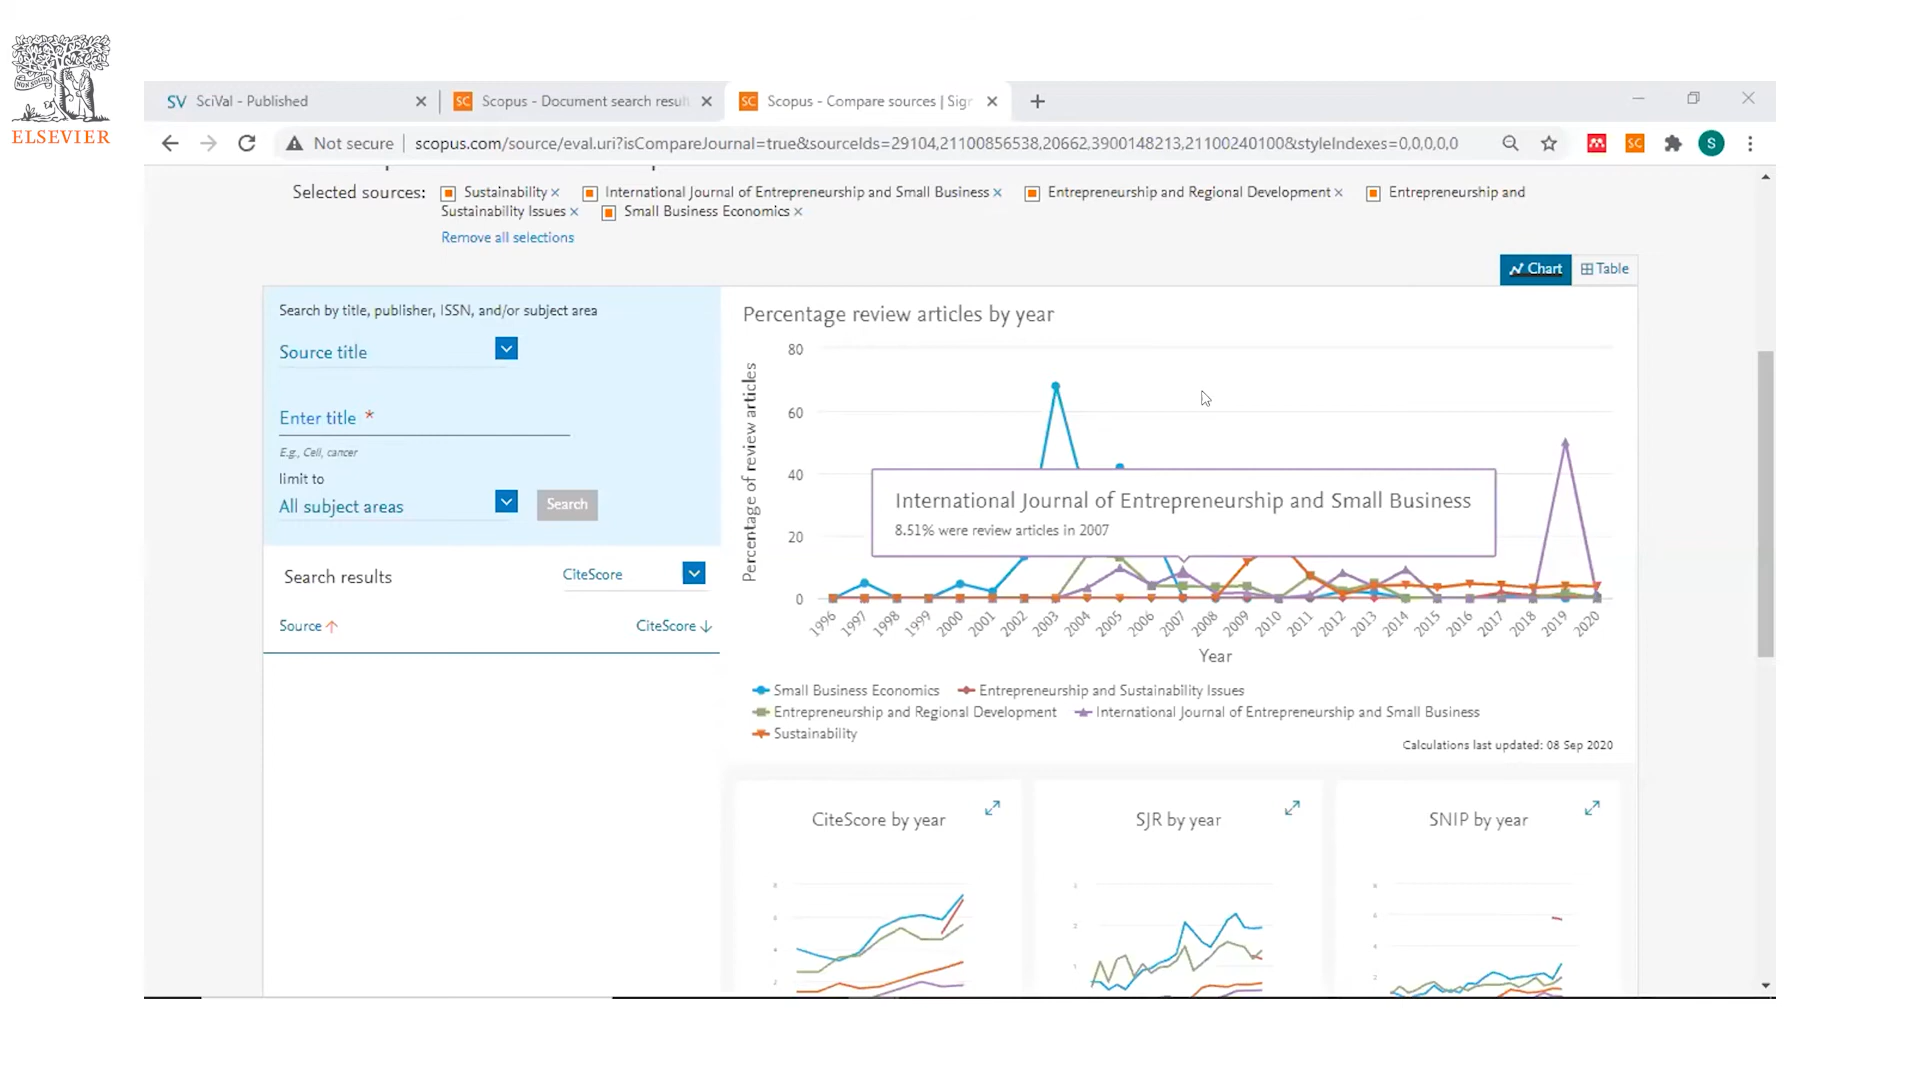 ELSEVIER
SV SciVal - Published
SC Scopus - Document search resul
SC Scopus - Compare sources | Sig
Not secure
scopus.com/source/eval.uri?isCompareJournal=true&sourceIds=29104,21100856538,20662,3900148213,21100240100&styleIndexes=0,0,0,0,0
SC
S
Selected sources: Sustainability × International Journal of Entrepreneurship and Small Business × Entrepreneurship and Regional Development × Entrepreneurship and
Sustainability Issues × Small Business Economics ×
Remove all selections
Chart
Table
Search by title, publisher, ISSN, and/or subject area
Source title
Enter title *
E.g., Cell, cancer
limit to
All subject areas
Search
Search results
CiteScore
Source ↑
CiteScore ↓
Percentage review articles by year
Percentage of review articles
80
60
40
20
0
International Journal of Entrepreneurship and Small Business
8.51% were review articles in 2007
1996 1997 1998 1999 2000 2001 2002 2003 2004 2005 2006 2007 2008 2009 2010 2011 2012 2013 2014 2015 2016 2017 2018 2019 2020
Year
Small Business Economics Entrepreneurship and Sustainability Issues
Entrepreneurship and Regional Development International Journal of Entrepreneurship and Small Business
Sustainability
Calculations last updated: 08 Sep 2020
CiteScore by year
SJR by year
SNIP by year